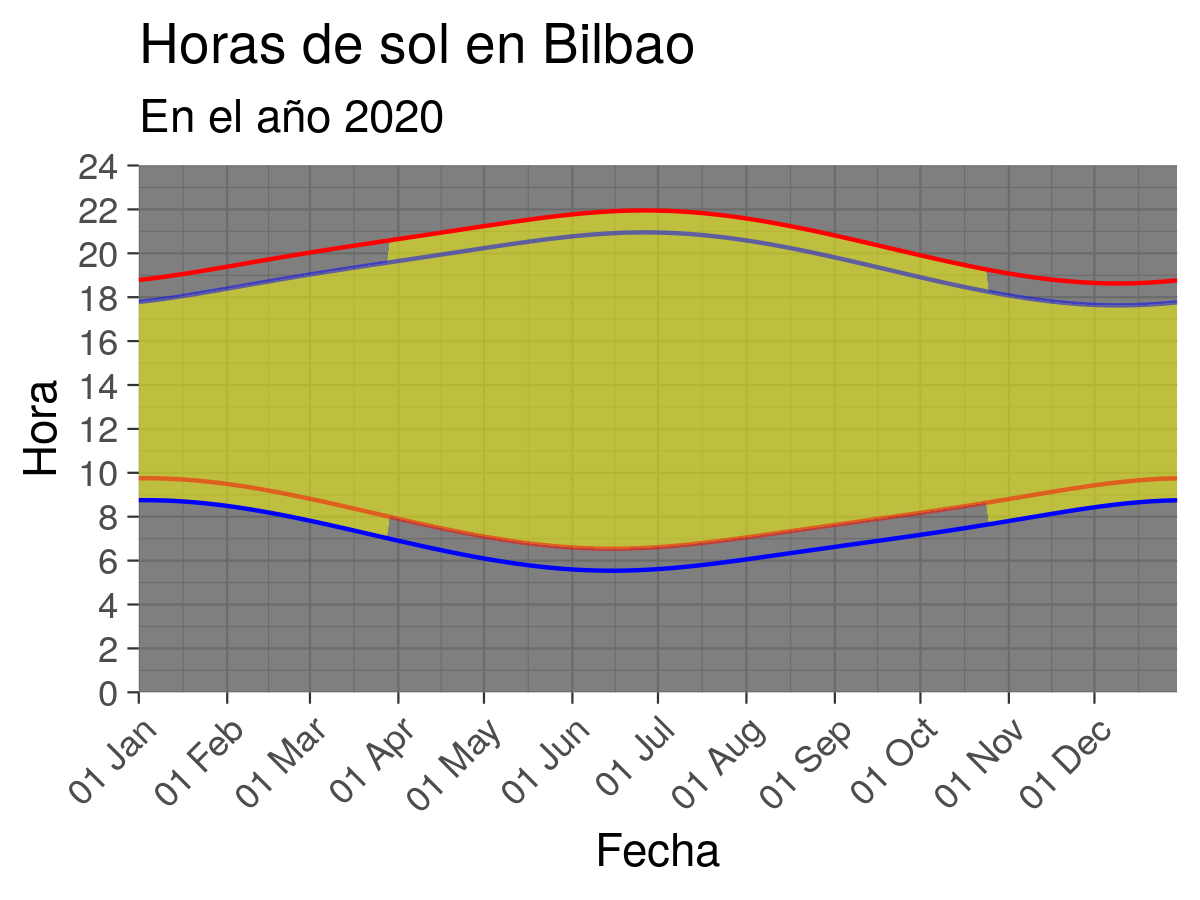 Horas de sol en Bilbao
En el año 2020
24
22
20
18
16
14
12
10
8
6
4
2
0
Hora
01 Jan
01 Feb
01 Mar
01 Apr
01 May
01 Jun
01 Jul
01 Aug
01 Sep
01 Oct
01 Nov
01 Dec
Fecha